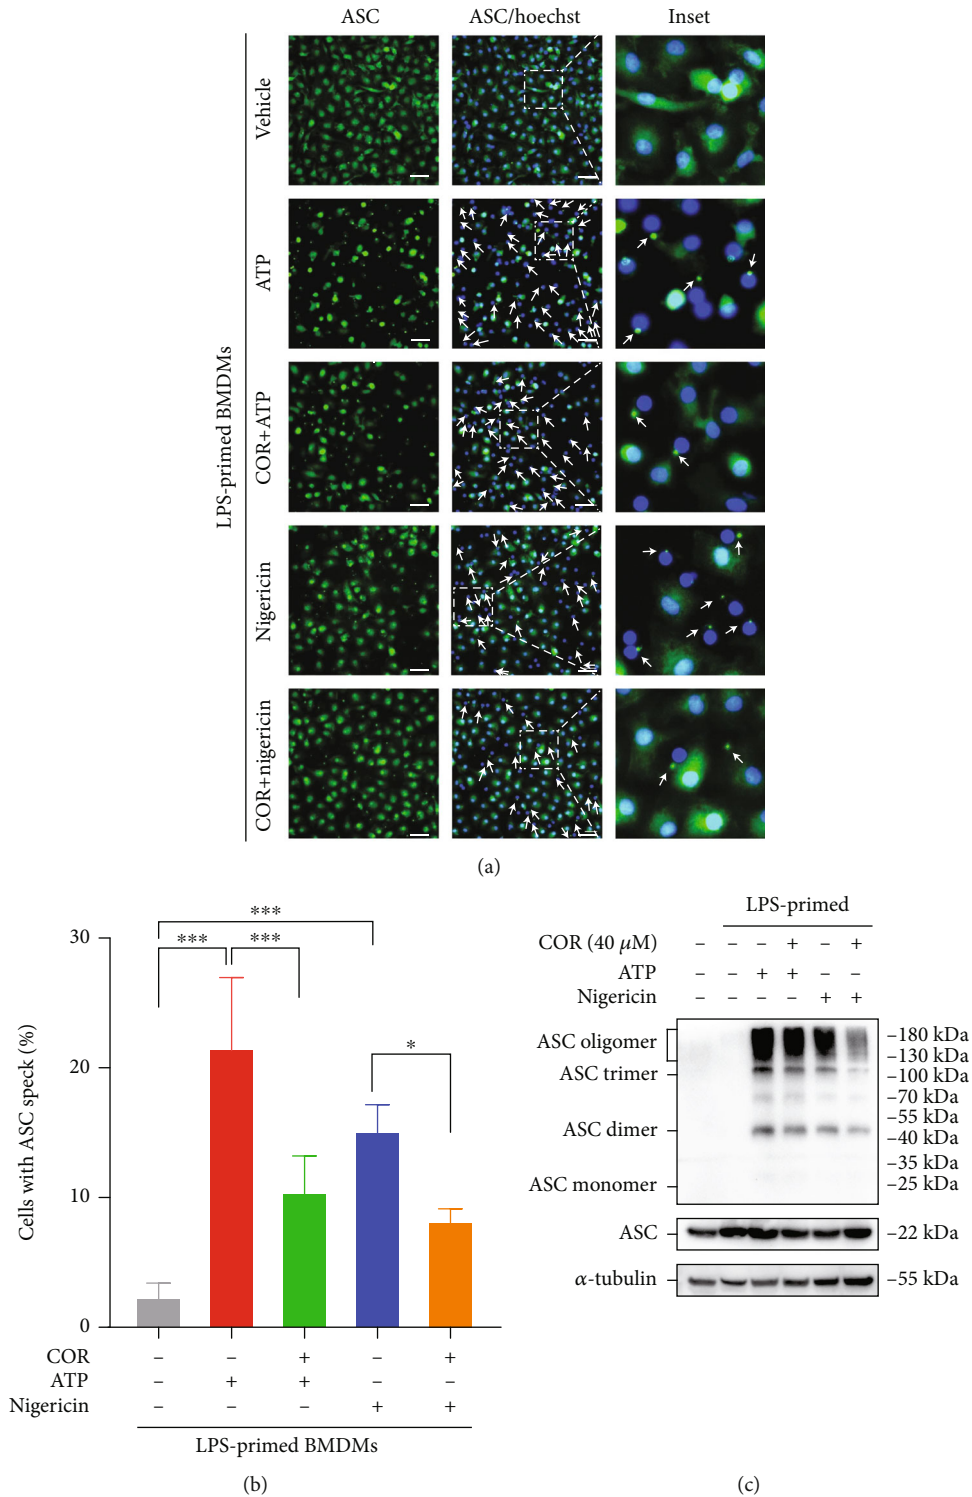 ASC ASC/hoechst Inset
LPS-primed BMDMs
Vehicle
ATP
COR+ATP
Nigericin
COR+nigericin
(a)
Cells with ASC speck (%)
30
20
10
0
*** *** *** *
COR – – + – +
ATP – + + – –
Nigericin – – – + +
LPS-primed BMDMs
(b)
LPS-primed
COR (40 μM) – – – + – +
ATP – – + + – –
Nigericin – – – – + +
ASC oligomer
ASC trimer
ASC dimer
ASC monomer
–180 kDa
–130 kDa
–100 kDa
–70 kDa
–55 kDa
–40 kDa
–35 kDa
–25 kDa
ASC –22 kDa
α-tubulin –55 kDa
(c)